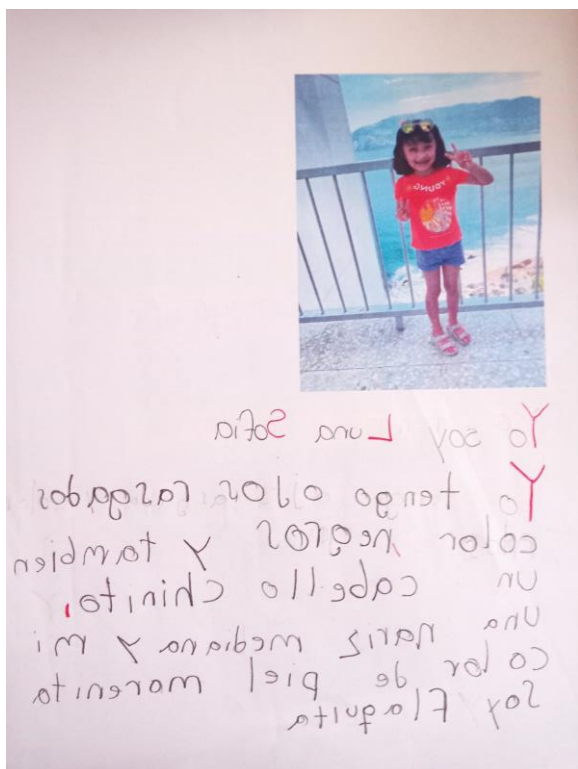 Yo soy Luna Sofia
Yo tengo ojos rasgados
color negros y tambien
un cabello chinito,
una nariz mediana y mi
color de piel morenita
Soy flaquita